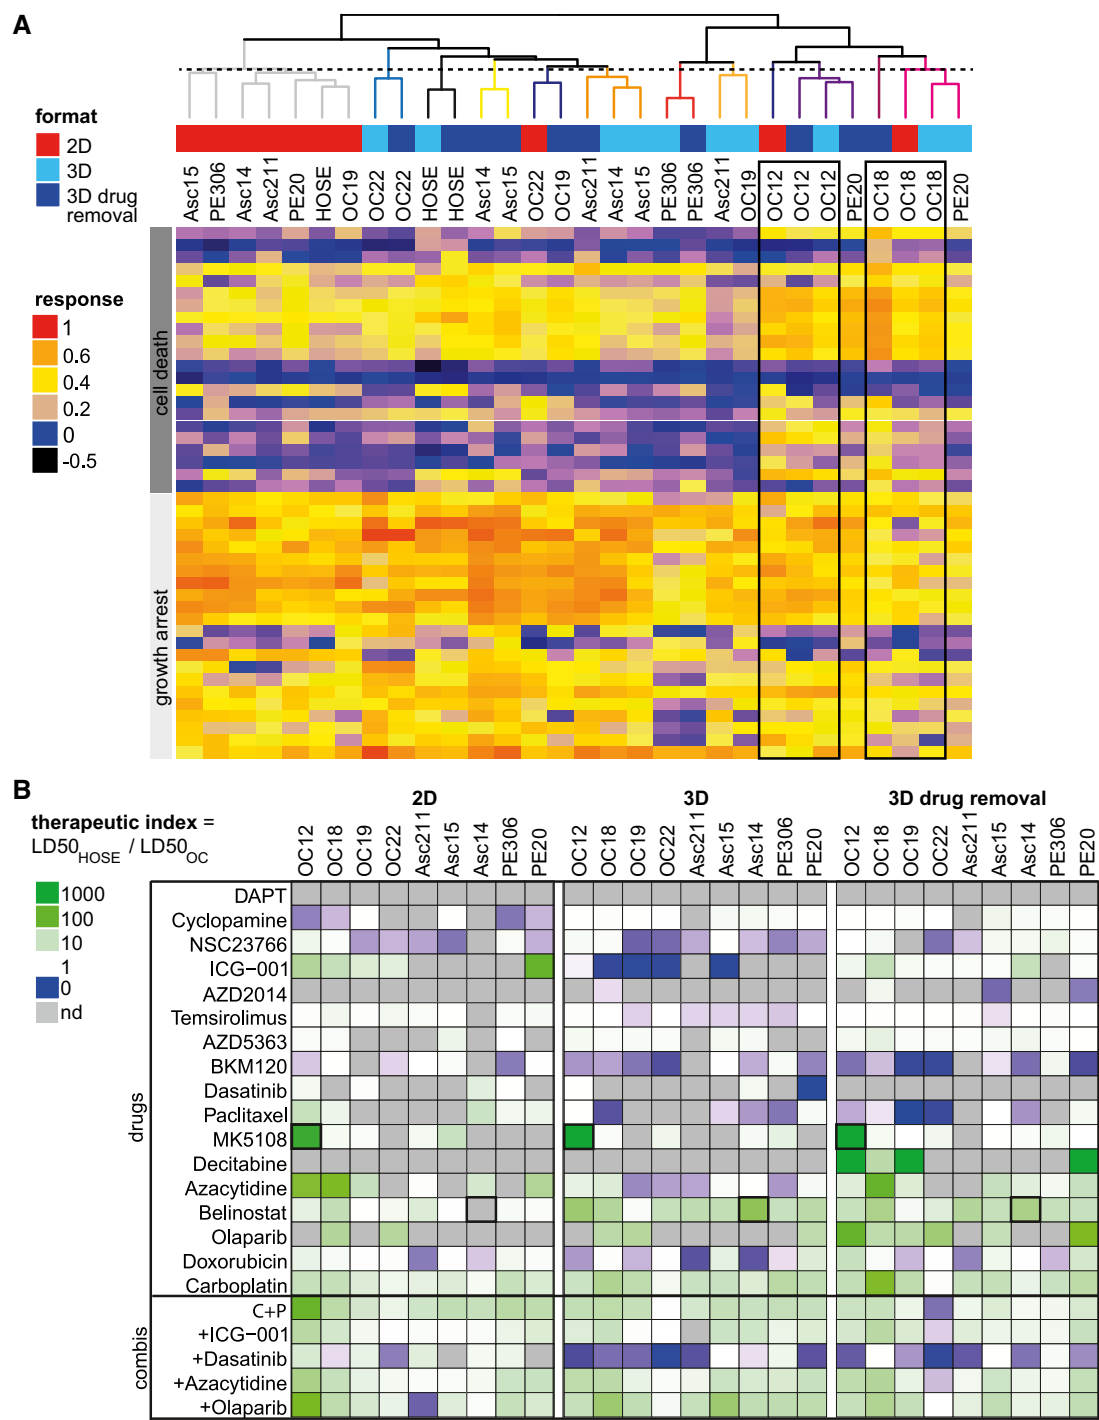 A
format
2D
3D
3D drug
removal
Asc15 PE306 Asc14 Asc211 PE20 HOSE OC19 OC22 OC22 HOSE HOSE Asc14 Asc15 OC22 OC19 Asc211 Asc14 Asc15 PE306 PE306 Asc211 OC19 OC12 OC12 OC12 PE20 OC18 OC18 OC18 PE20
response
1
0.6
0.4
0.2
0
-0.5
cell death
growth arrest
B
2D 3D 3D drug removal
therapeutic index =
LD50HOSE / LD50OC
OC12 OC18 OC19 OC22 Asc211 Asc15 Asc14 PE306 PE20 OC12 OC18 OC19 OC22 Asc211 Asc15 Asc14 PE306 PE20 OC12 OC18 OC19 OC22 Asc211 Asc15 Asc14 PE306 PE20
1000
100
10
1
0
nd
drugs
DAPT
Cyclopamine
NSC23766
ICG−001
AZD2014
Temsirolimus
AZD5363
BKM120
Dasatinib
Paclitaxel
MK5108
Decitabine
Azacytidine
Belinostat
Olaparib
Doxorubicin
Carboplatin
combis
C+P
+ICG−001
+Dasatinib
+Azacytidine
+Olaparib